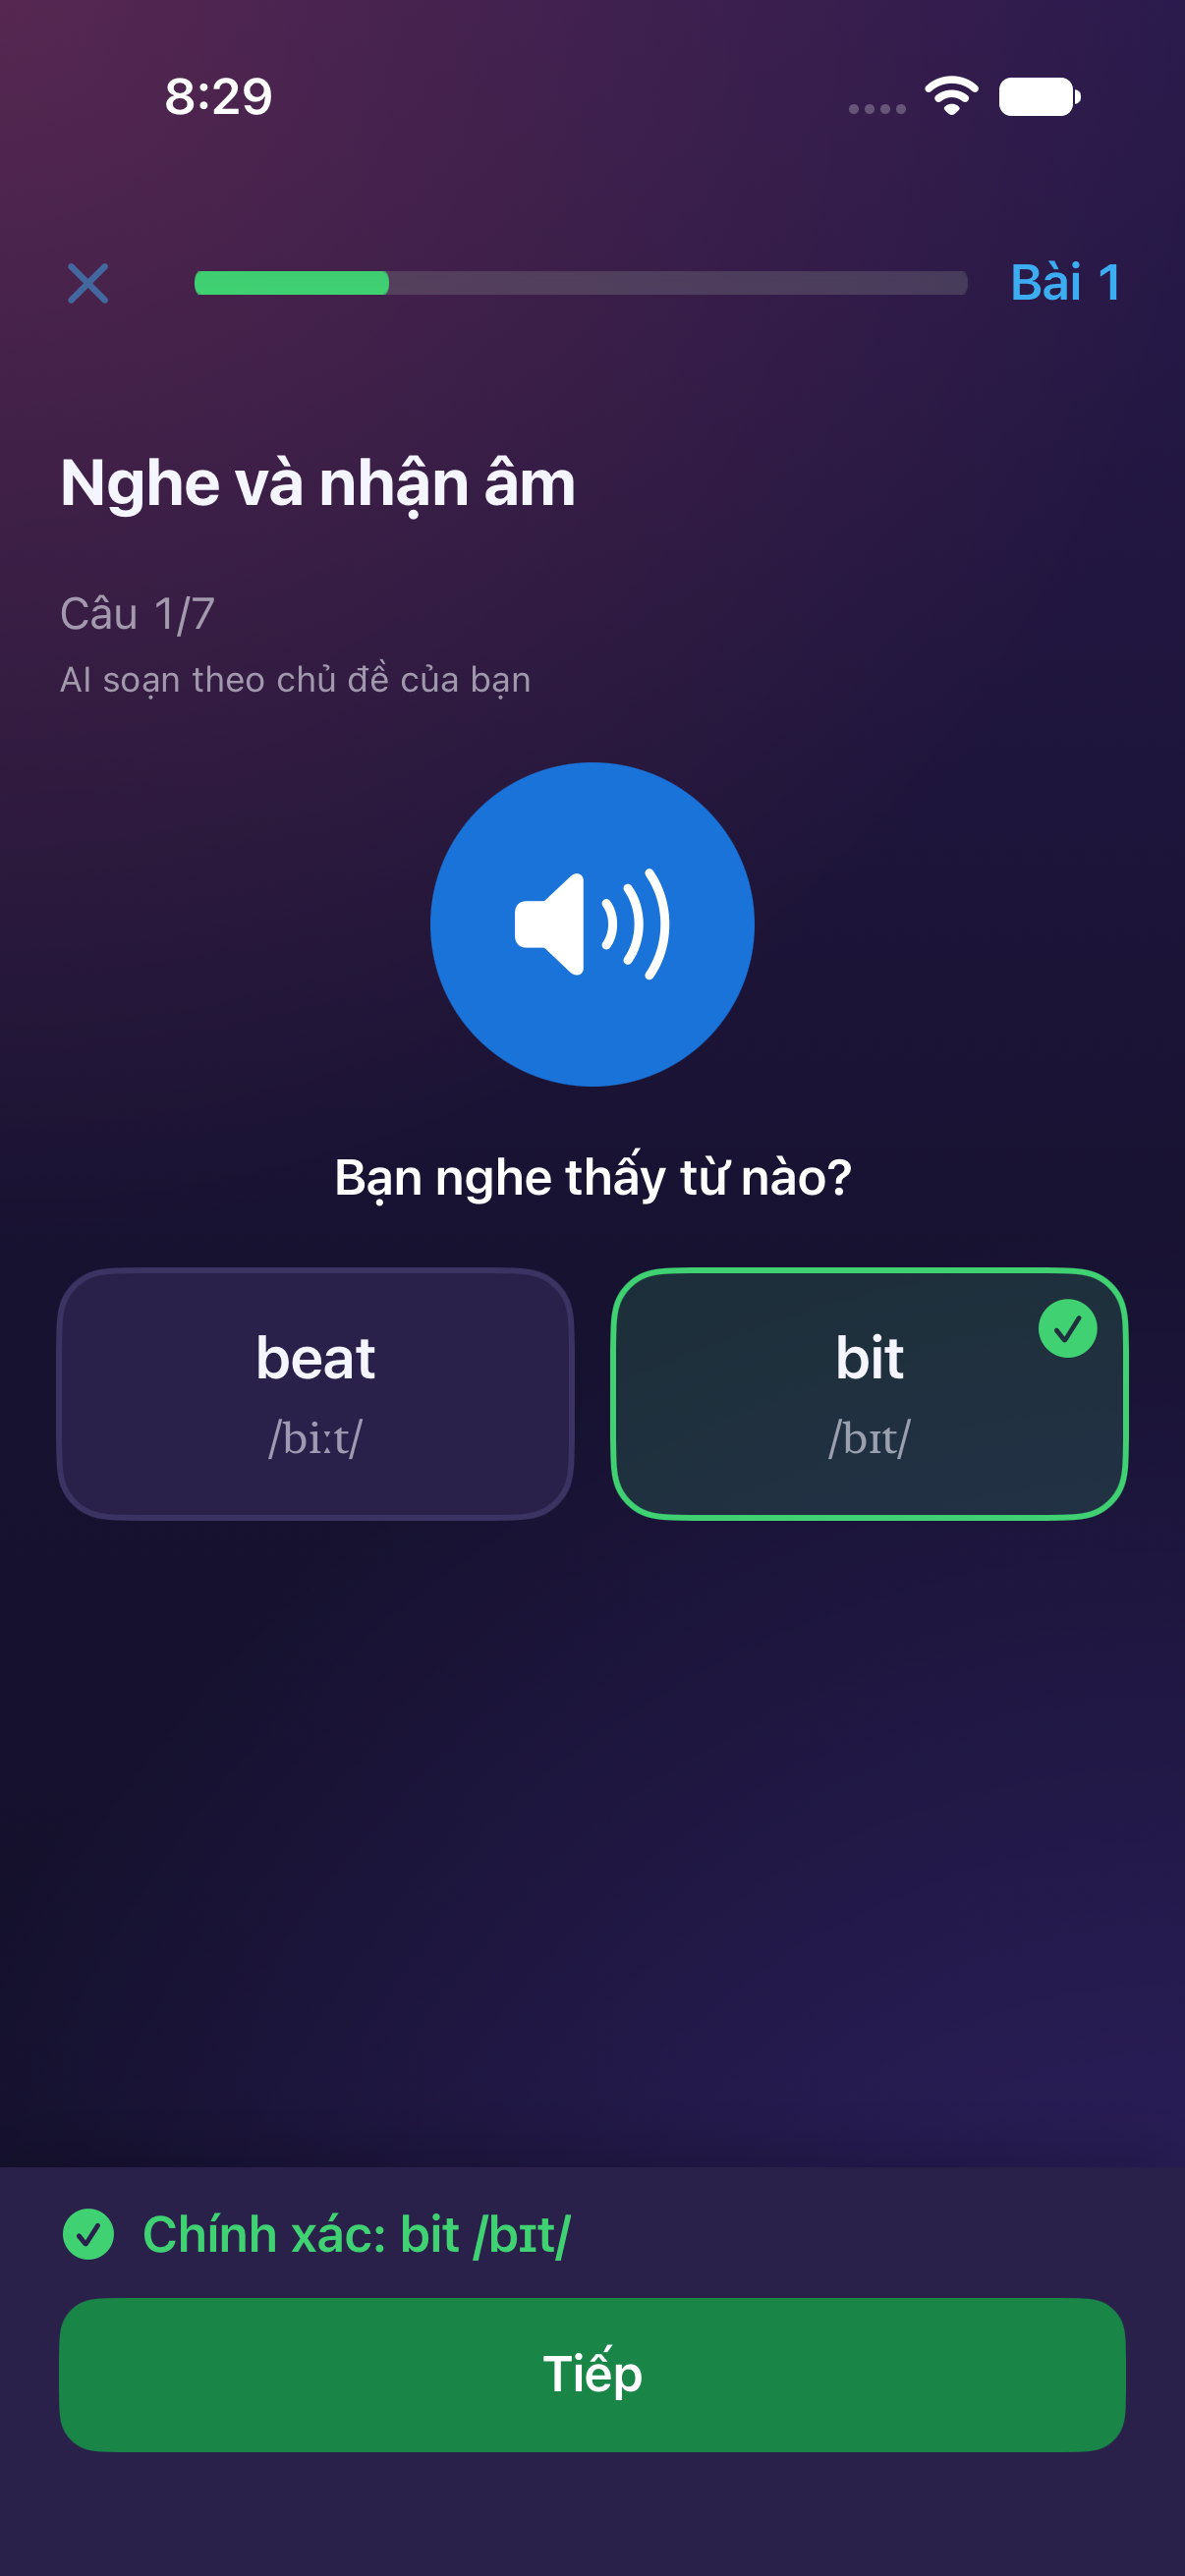 8:29
Bài 1
Nghe và nhận âm
Câu 1/7
AI soạn theo chủ đề của bạn
Bạn nghe thấy từ nào?
beat
/biːt/
bit
/bɪt/
Chính xác: bit /bɪt/
Tiếp